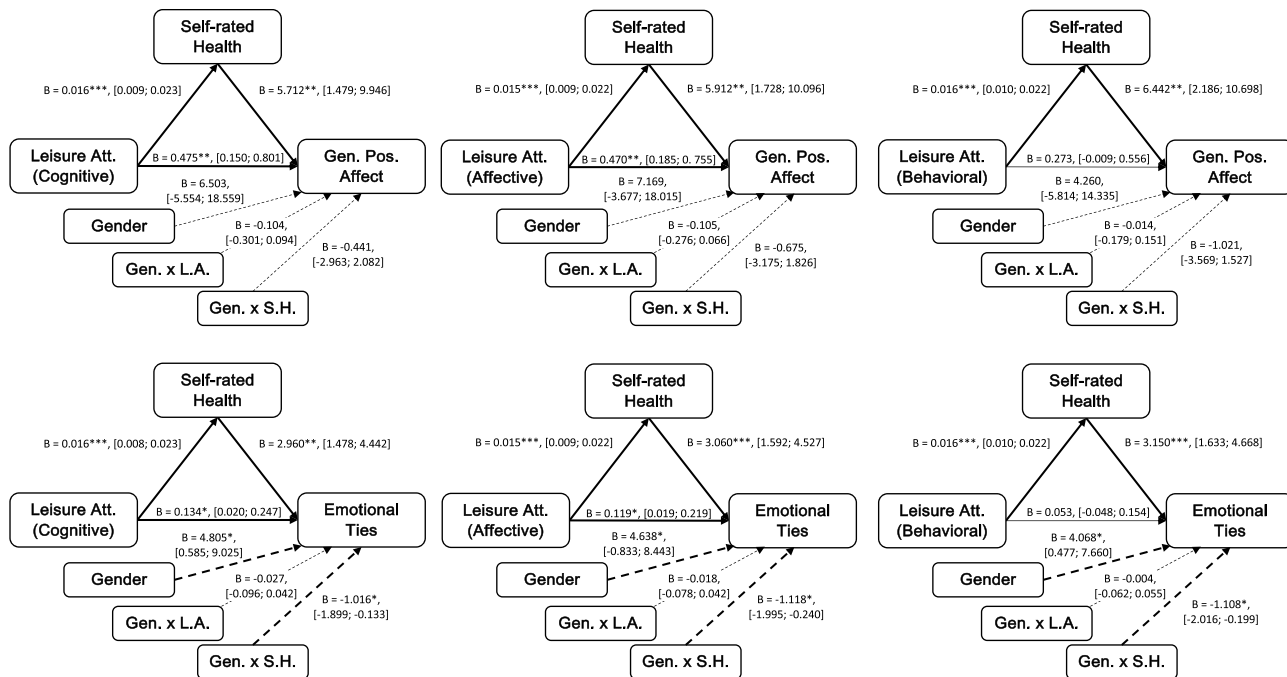 Self-rated
Health
B = 0.016***, [0.009; 0.023]
B = 5.712**, [1.479; 9.946]
Leisure Att.
(Cognitive)
B = 0.475**, [0.150; 0.801]
Gen. Pos.
Affect
B = 6.503,
[-5.554; 18.559]
Gender
B = -0.104,
[-0.301; 0.094]
Gen. x L.A.
B = -0.441,
[-2.963; 2.082]
Gen. x S.H.
Self-rated
Health
B = 0.015***, [0.009; 0.022]
B = 5.912**, [1.728; 10.096]
Leisure Att.
(Affective)
B = 0.470**, [0.185; 0. 755]
Gen. Pos.
Affect
B = 7.169,
[-3.677; 18.015]
Gender
B = -0.105,
[-0.276; 0.066]
Gen. x L.A.
B = -0.675,
[-3.175; 1.826]
Gen. x S.H.
Self-rated
Health
B = 0.016***, [0.010; 0.022]
B = 6.442**, [2.186; 10.698]
Leisure Att.
(Behavioral)
B = 0.273, [-0.009; 0.556]
Gen. Pos.
Affect
B = 4.260,
[-5.814; 14.335]
Gender
B = -0.014,
[-0.179; 0.151]
Gen. x L.A.
B = -1.021,
[-3.569; 1.527]
Gen. x S.H.
Self-rated
Health
B = 0.016***, [0.008; 0.023]
B = 2.960**, [1.478; 4.442]
Leisure Att.
(Cognitive)
B = 0.134*, [0.020; 0.247]
Emotional
Ties
B = 4.805*,
[0.585; 9.025]
Gender
B = -0.027,
[-0.096; 0.042]
Gen. x L.A.
B = -1.016*,
[-1.899; -0.133]
Gen. x S.H.
Self-rated
Health
B = 0.015***, [0.009; 0.022]
B = 3.060***, [1.592; 4.527]
Leisure Att.
(Affective)
B = 0.119*, [0.019; 0.219]
Emotional
Ties
B = 4.638*,
[-0.833; 8.443]
Gender
B = -0.018,
[-0.078; 0.042]
Gen. x L.A.
B = -1.118*,
[-1.995; -0.240]
Gen. x S.H.
Self-rated
Health
B = 0.016***, [0.010; 0.022]
B = 3.150***, [1.633; 4.668]
Leisure Att.
(Behavioral)
B = 0.053, [-0.048; 0.154]
Emotional
Ties
B = 4.068*,
[0.477; 7.660]
Gender
B = -0.004,
[-0.062; 0.055]
Gen. x L.A.
B = -1.108*,
[-2.016; -0.199]
Gen. x S.H.